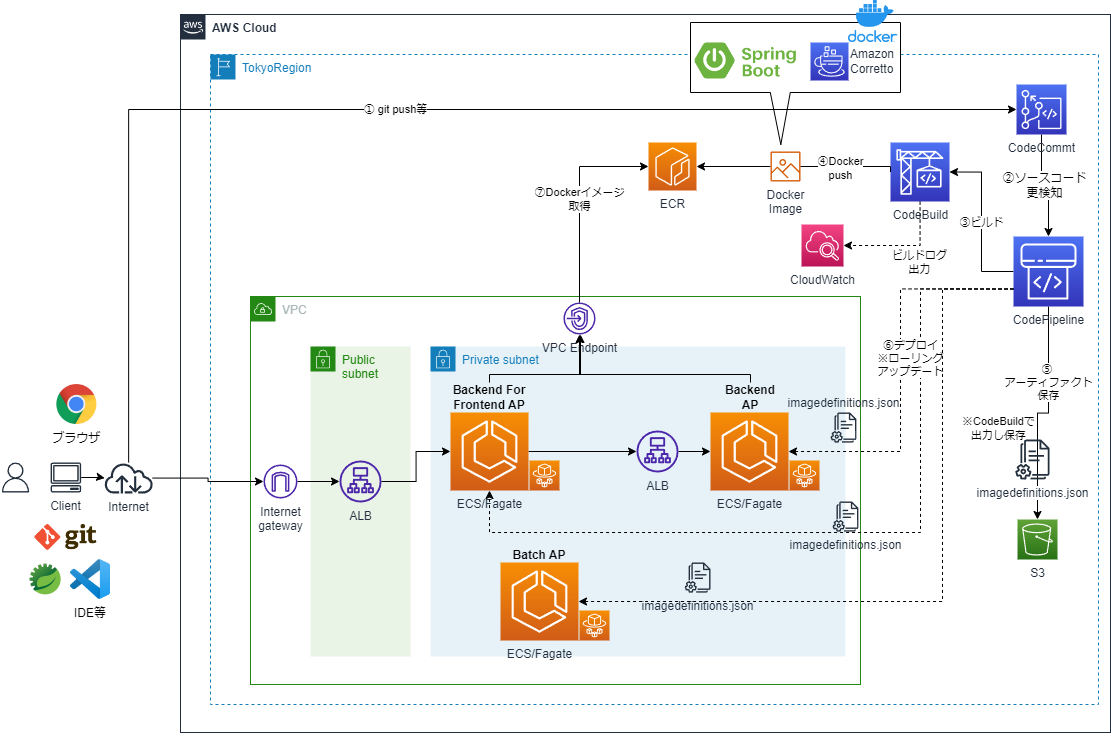 aws
AWS Cloud
TokyoRegion
docker
Spring
Boot
Amazon
Corretto
① git push等
CodeCommt
②ソースコード
更検知
④Docker
push
Docker
Image
ECR
CodeBuild
③ビルド
⑦Dockerイメージ
取得
CloudWatch
ビルドログ
出力
CodePipeline
VPC
VPC Endpoint
⑥デプロイ
※ローリング
アップデート
⑤
アーティファクト
保存
※CodeBuildで
出力し保存
imagedefinitions.json
S3
Public
subnet
Private subnet
Backend For
Frontend AP
ECS/Fagate
Backend
AP
ECS/Fagate
imagedefinitions.json
ALB
ALB
Internet
gateway
imagedefinitions.json
Batch AP
ECS/Fagate
imagedefinitions.json
ブラウザ
Client
Internet
git
IDE等